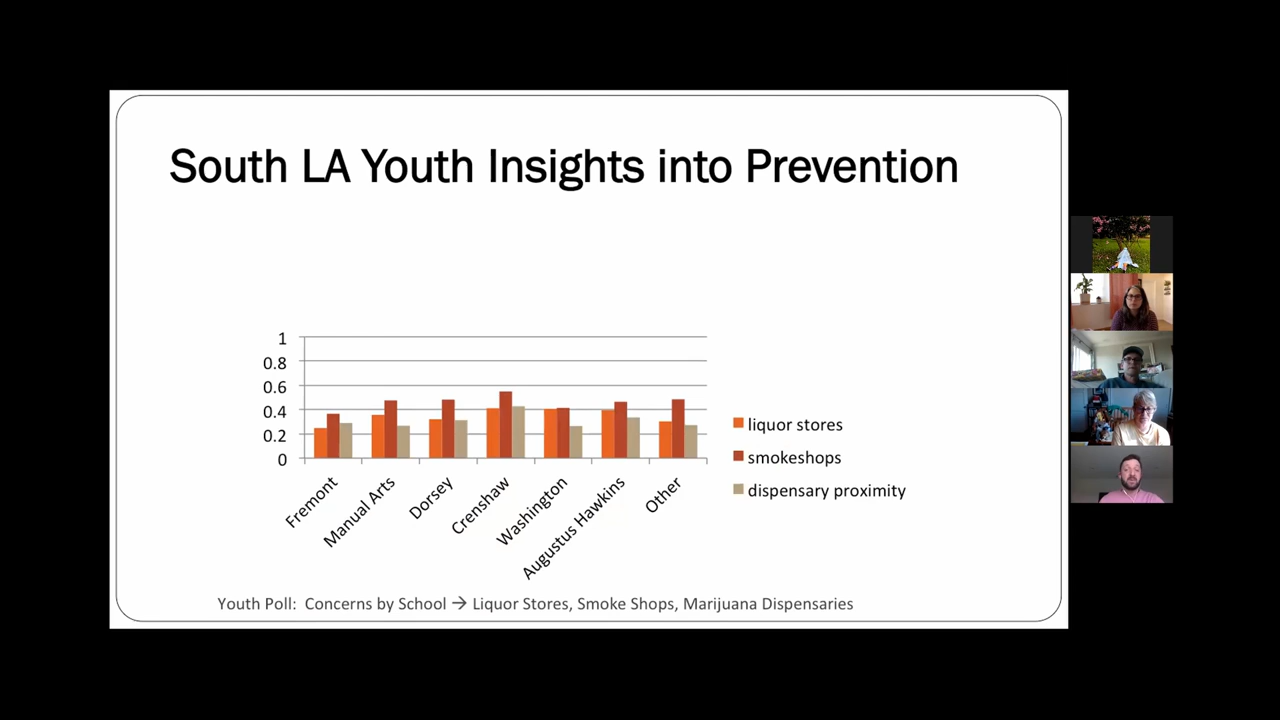 South LA Youth Insights into Prevention
1
0.8
0.6
0.4
0.2
0
Fremont
Manual Arts
Dorsey
Crenshaw
Washington
Augustus Hawkins
Other
liquor stores
smokeshops
dispensary proximity
Youth Poll: Concerns by School → Liquor Stores, Smoke Shops, Marijuana Dispensaries